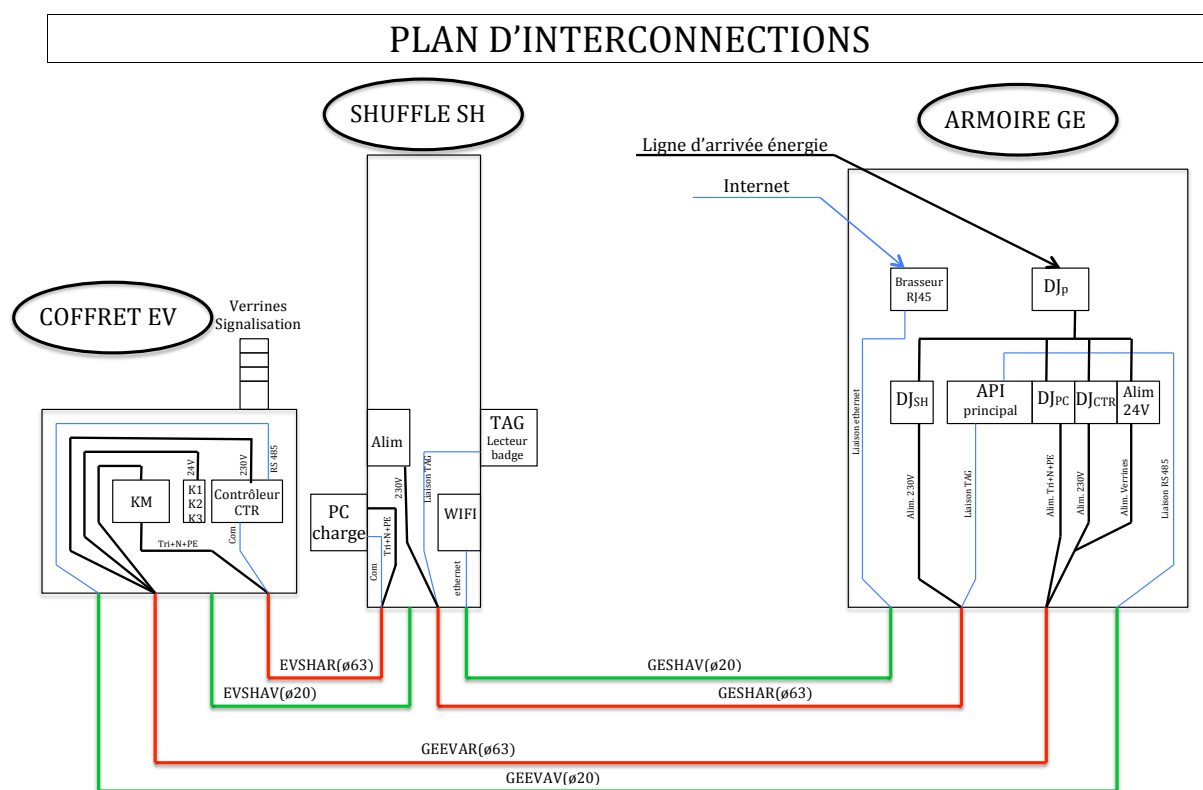 PLAN D'INTERCONNECTIONS
SHUFFLE SH
ARMOIRE GE
Ligne d'arrivée énergie
Internet
Brasseur
RJ45
DJp
COFFRET EV
Verrines
Signalisation
DJSH
API
principal
DJPC
DJCTR
Alim
24V
Liaison ethernet
Alim. 230V
Liaison TAG
Alim. Tri+N+PE
Alim. 230V
Alim. Verrines
Liaison RS 485
Alim
TAG
Lecteur
badge
230V
Liaison TAG
WIFI
PC
charge
Tri+N+PE
Com
ethernet
24V
230V
RS 485
KM
K1
K2
K3
Contrôleur
CTR
Tri+N+PE
Com
EVSHAR(ø63)
EVSHAV(ø20)
GESHAV(ø20)
GESHAR(ø63)
GEEVAR(ø63)
GEEVAV(ø20)